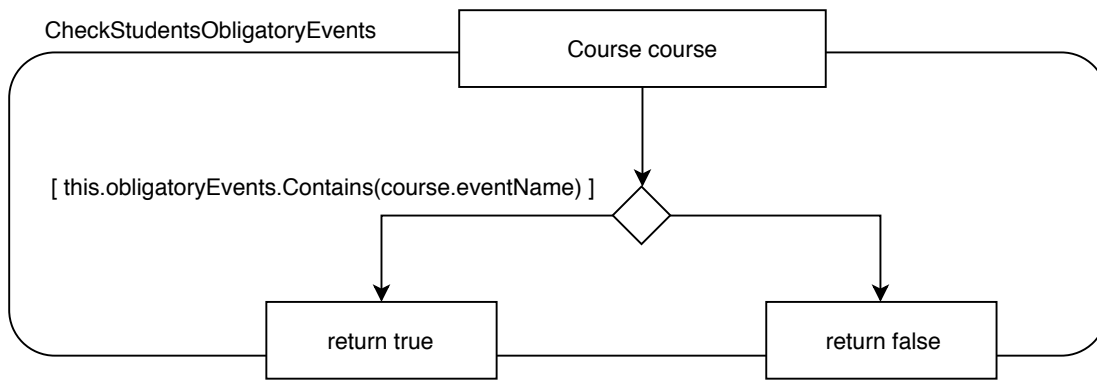 CheckStudentsObligatoryEvents
Course course
[ this.obligatoryEvents.Contains(course.eventName) ]
return true
return false